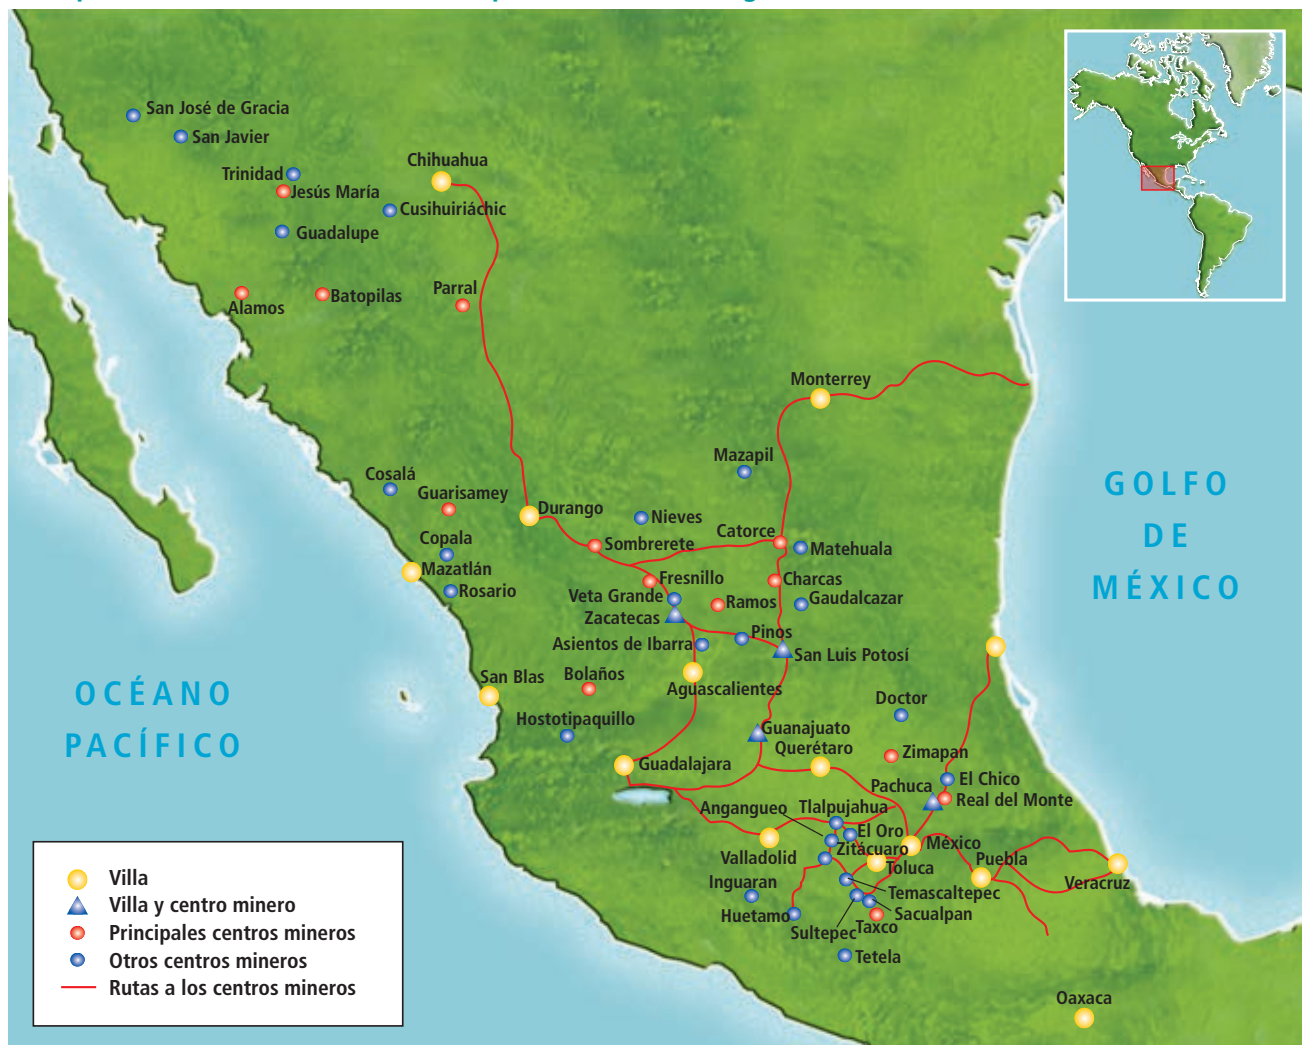 San José de Gracia
San Javier
Trinidad
Jesús María
Chihuahua
Cusihuiriáchic
Guadalupe
Alamos
Batopilas
Parral
Monterrey
Mazapil
Cosalá
Guarisamey
Durango
Nieves
Catorce
Matehuala
Sombrerete
Copala
Mazatlán
Rosario
Fresnillo
Charcas
Veta Grande
Ramos
Gaudalcazar
Zacatecas
Pinos
Asientos de Ibarra
San Luis Potosí
San Blas
Bolaños
Aguascalientes
Doctor
Hostotipaquillo
Guanajuato
Querétaro
Zimapan
Guadalajara
Pachuca
El Chico
Real del Monte
Angangueo
Tlalpujahua
El Oro
Zitácuaro
México
Valladolid
Toluca
Puebla
Veracruz
Inguaran
Temascaltepec
Huetamo
Sacualpan
Sultepec
Taxco
Tetela
Oaxaca
GOLFO
DE
MÉXICO
OCÉANO
PACÍFICO
Villa
Villa y centro minero
Principales centros mineros
Otros centros mineros
Rutas a los centros mineros